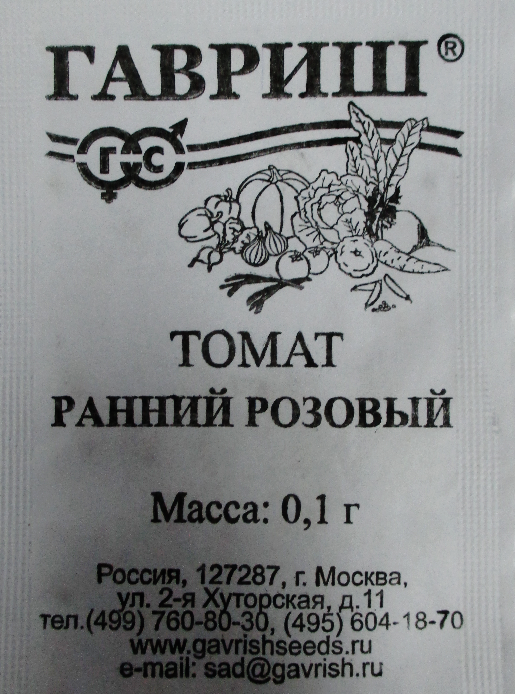 ГАВРИШ®
Г С
ТОМАТ
РАННИЙ РОЗОВЫЙ
Масса: 0,1 г
Россия, 127287, г. Москва,
ул. 2-я Хуторская, д.11
тел.(499) 760-80-30, (495) 604-18-70
www.gavrishseeds.ru
e-mail: sad@gavrish.ru